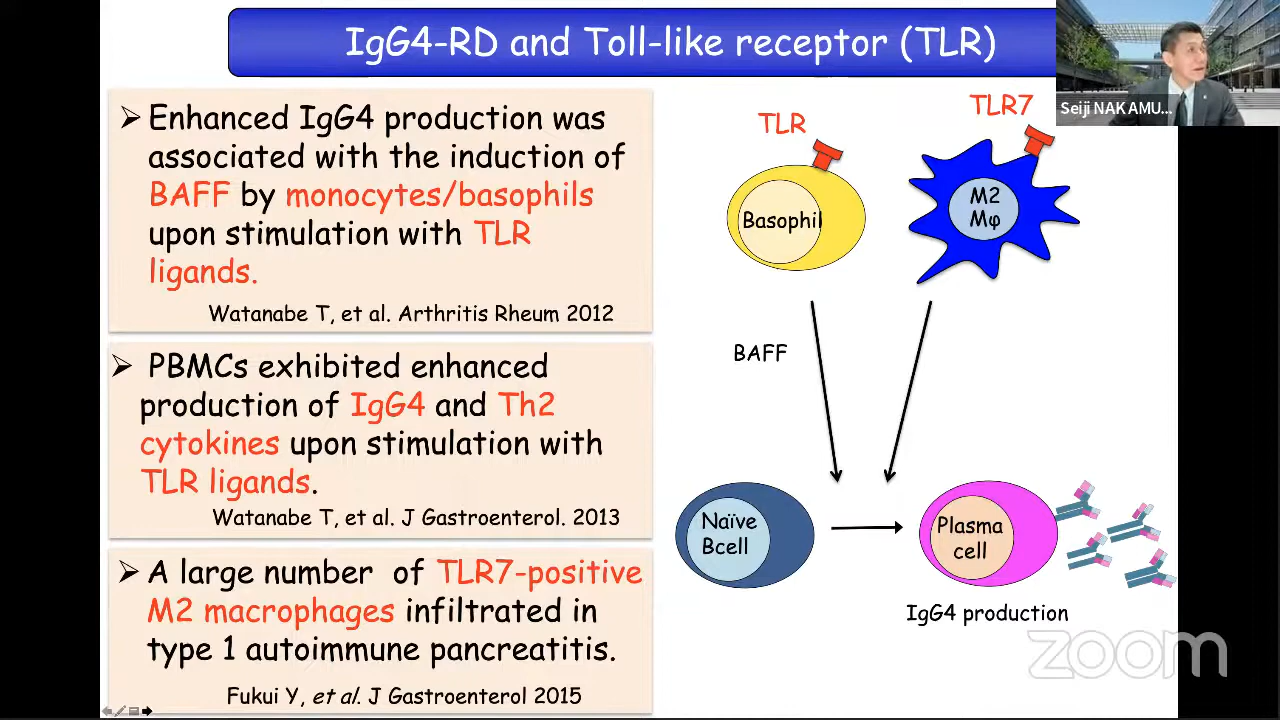 IgG4-RD and Toll-like receptor (TLR)
Seiji NAKAMU...
➢ Enhanced IgG4 production was
associated with the induction of
BAFF by monocytes/basophils
upon stimulation with TLR
ligands.
Watanabe T, et al. Arthritis Rheum 2012
➢ PBMCs exhibited enhanced
production of IgG4 and Th2
cytokines upon stimulation with
TLR ligands.
Watanabe T, et al. J Gastroenterol. 2013
➢ A large number of TLR7-positive
M2 macrophages infiltrated in
type 1 autoimmune pancreatitis.
Fukui Y, et al. J Gastroenterol 2015
TLR
TLR7
Basophil
M2
Mφ
BAFF
Naïve
Bcell
Plasma
cell
IgG4 production
zoom